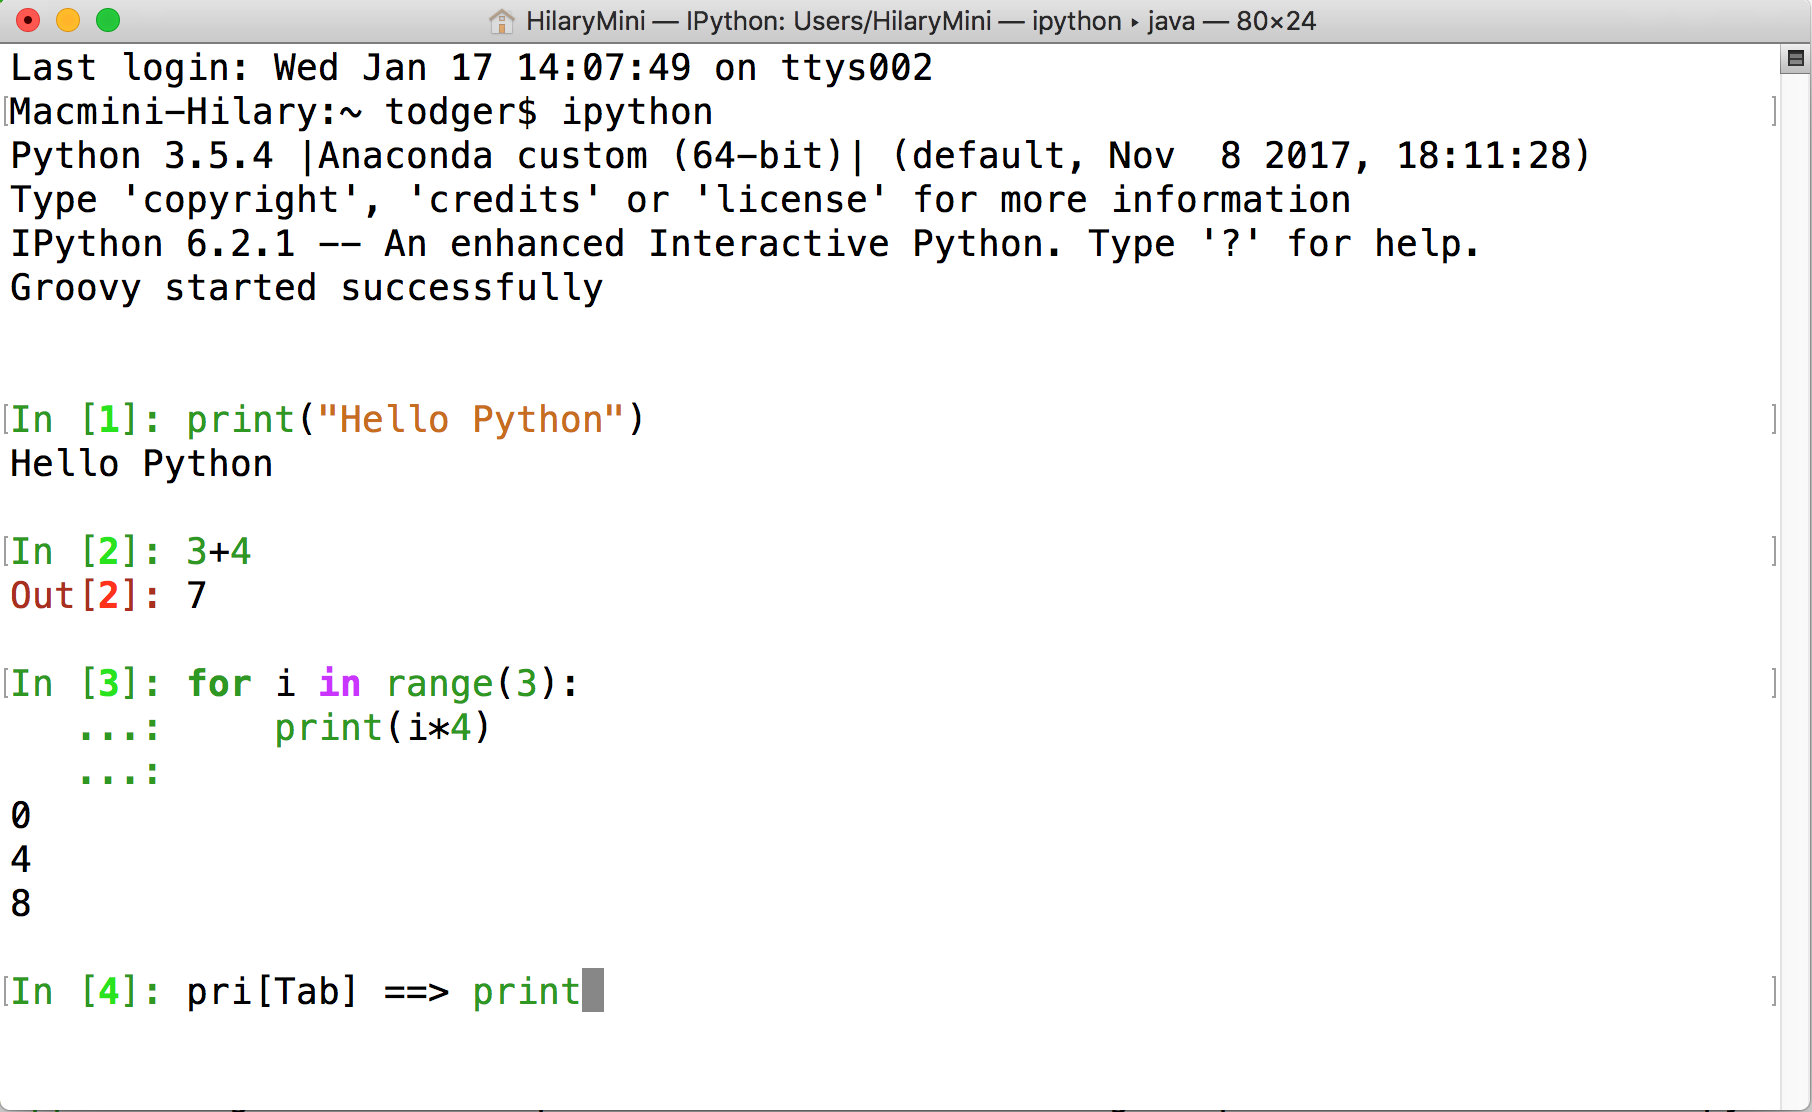 HilaryMini — IPython: Users/HilaryMini — ipython ‣ java — 80×24
Last login: Wed Jan 17 14:07:49 on ttys002
Macmini-Hilary:~ todger$ ipython
Python 3.5.4 |Anaconda custom (64-bit)| (default, Nov  8 2017, 18:11:28)
Type 'copyright', 'credits' or 'license' for more information
IPython 6.2.1 -- An enhanced Interactive Python. Type '?' for help.
Groovy started successfully
In [1]: print("Hello Python")
Hello Python
In [2]: 3+4
Out[2]: 7
In [3]: for i in range(3):
   ...:     print(i*4)
   ...:
0
4
8
In [4]: pri[Tab] ==> print